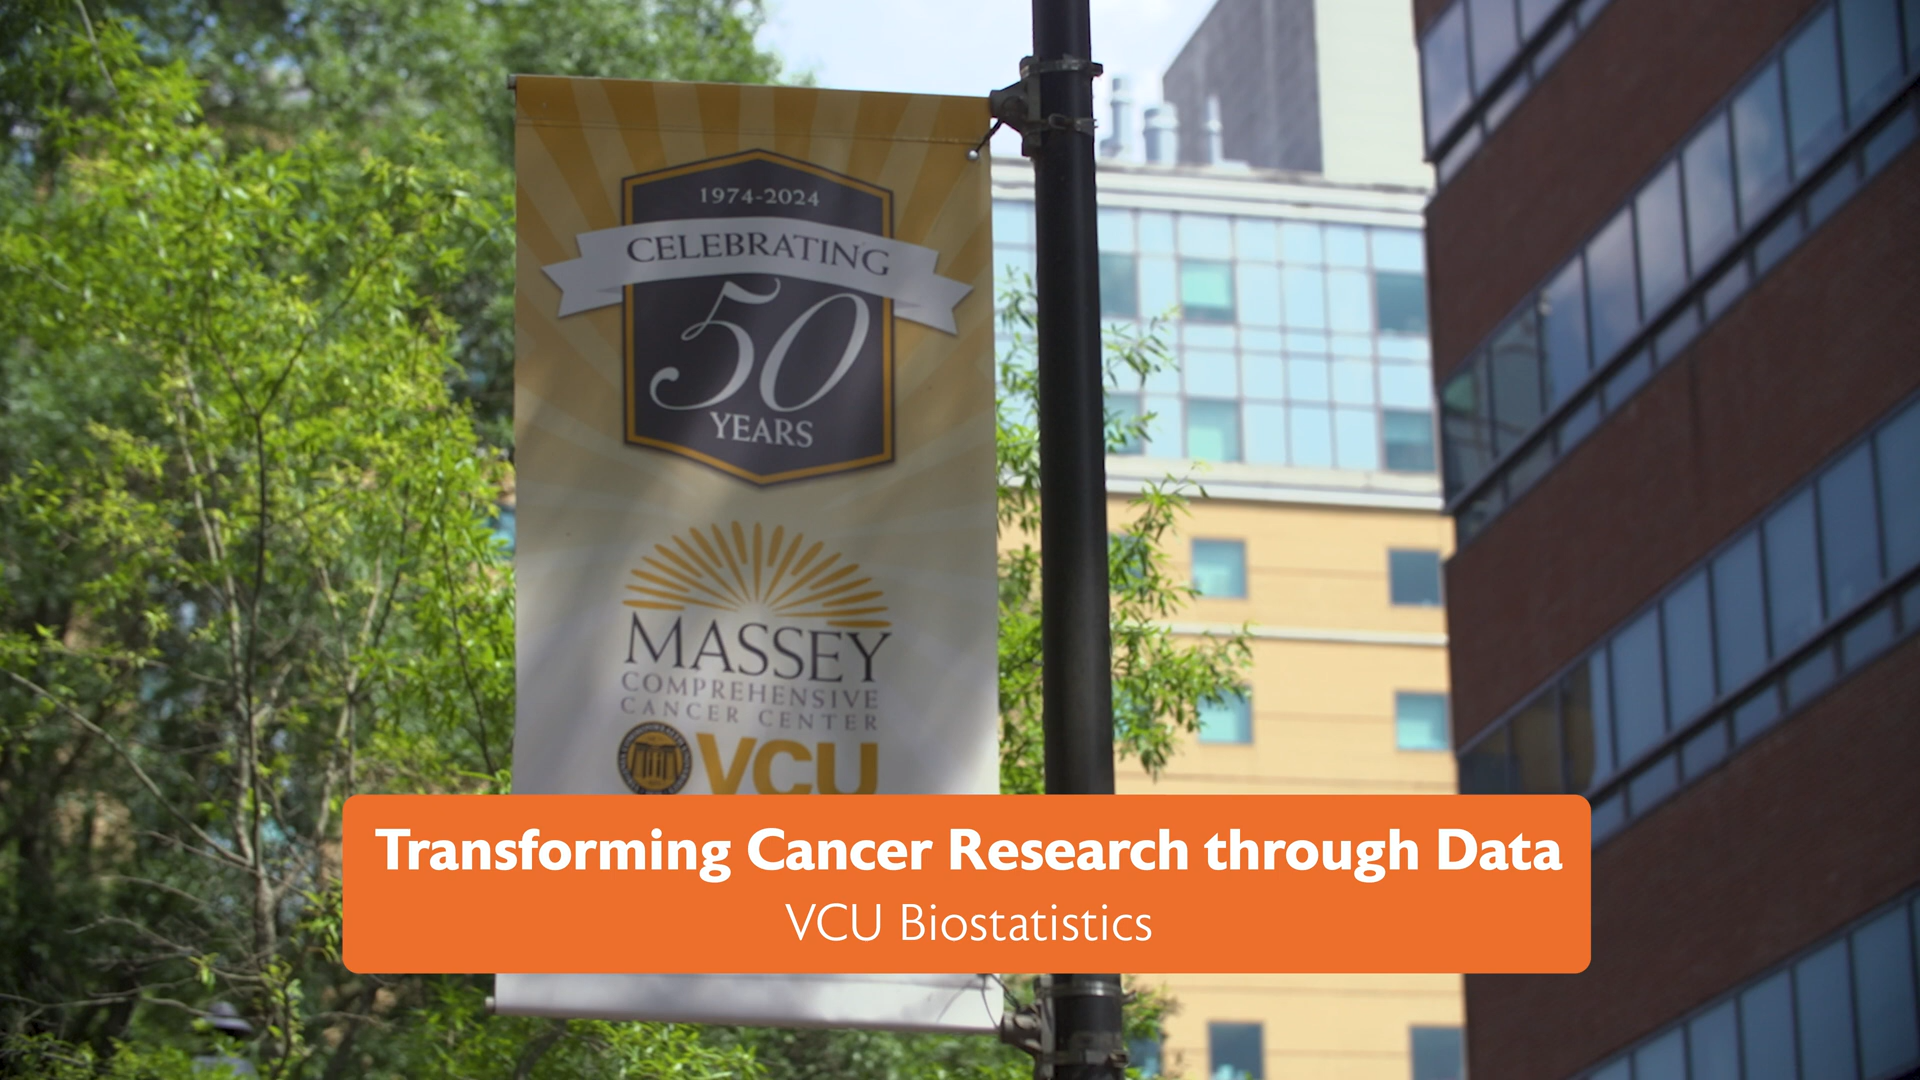 1974-2024
CELEBRATING
50
YEARS
MASSEY
COMPREHENSIVE
CANCER CENTER
VCU
Transforming Cancer Research through Data
VCU Biostatistics